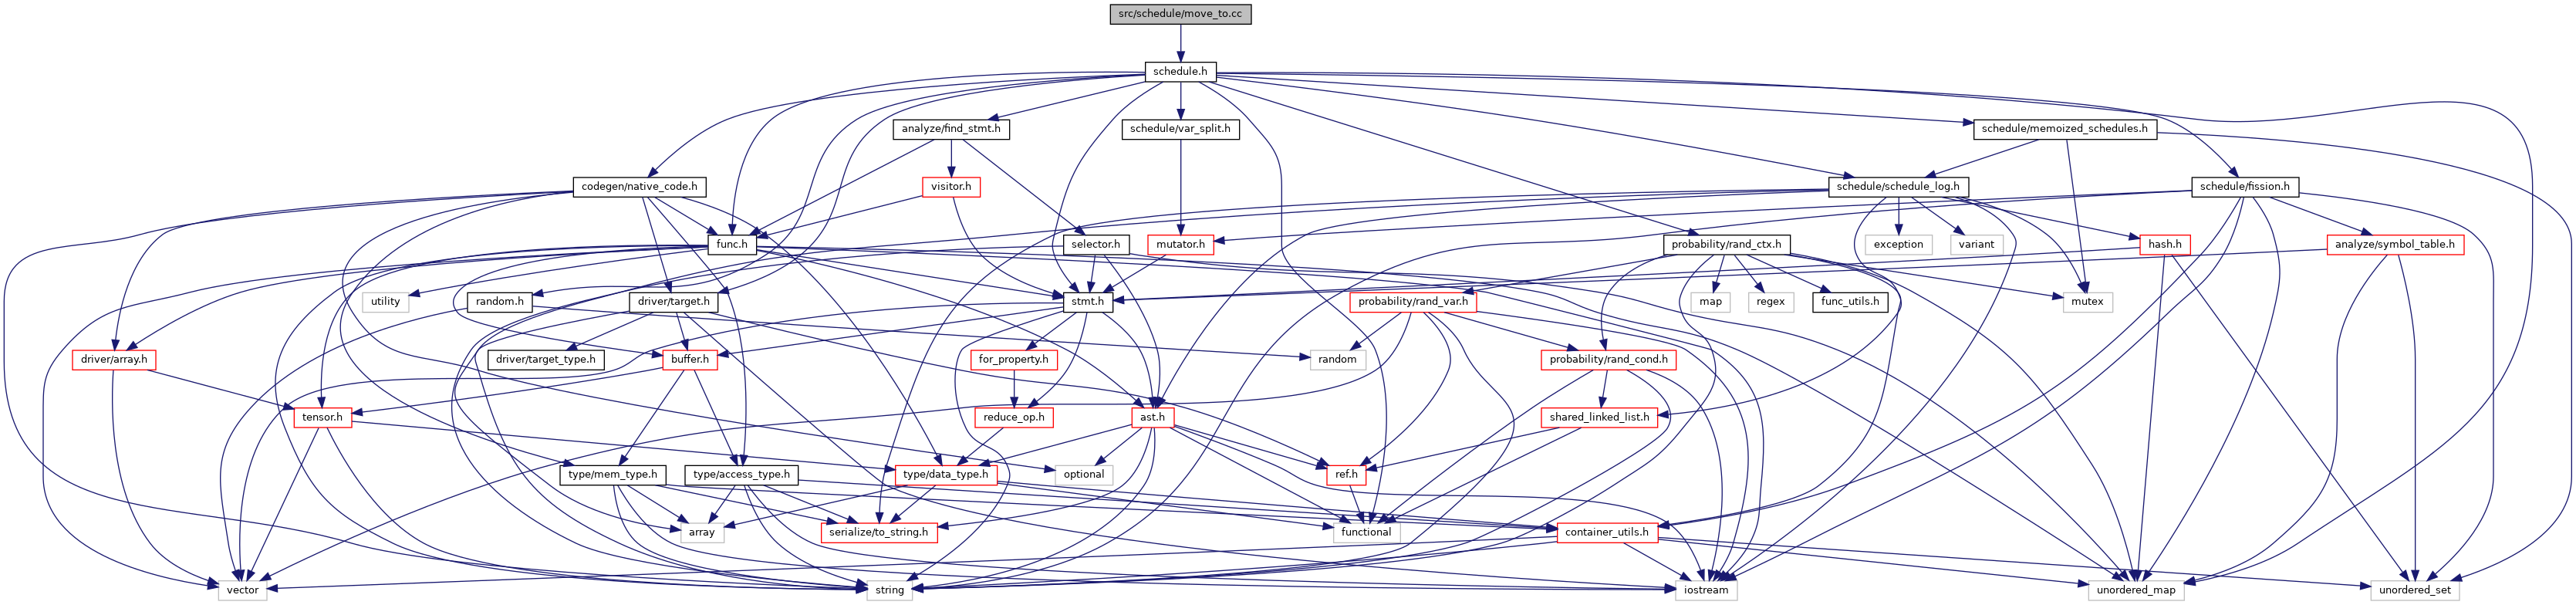 src/schedule/move_to.cc
schedule.h
analyze/find_stmt.h
schedule/var_split.h
schedule/memoized_schedules.h
codegen/native_code.h
visitor.h
schedule/schedule_log.h
schedule/fission.h
func.h
selector.h
mutator.h
probability/rand_ctx.h
exception
variant
hash.h
analyze/symbol_table.h
utility
random.h
driver/target.h
stmt.h
probability/rand_var.h
map
regex
func_utils.h
mutex
driver/array.h
driver/target_type.h
buffer.h
for_property.h
random
probability/rand_cond.h
tensor.h
reduce_op.h
ast.h
shared_linked_list.h
type/mem_type.h
type/access_type.h
type/data_type.h
optional
ref.h
array
serialize/to_string.h
functional
container_utils.h
vector
string
iostream
unordered_map
unordered_set